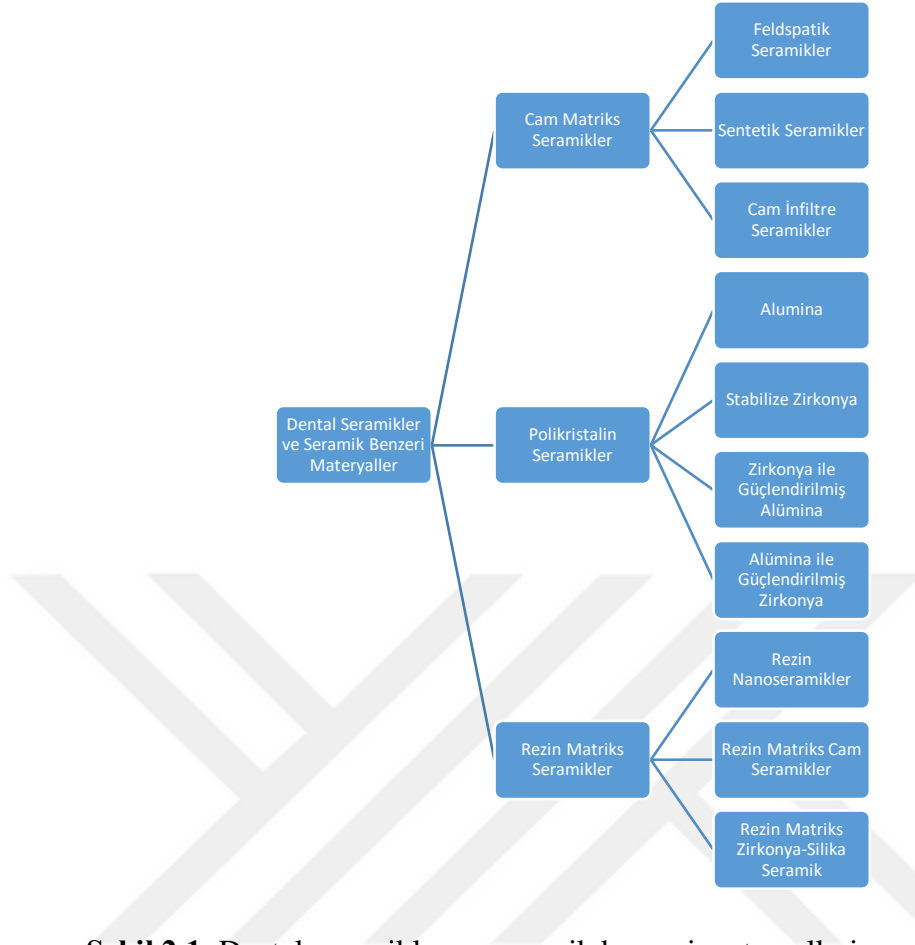 Feldspatik
Seramikler
Cam Matriks
Seramikler
Sentetik Seramikler
Cam İnfiltre
Seramikler
Alumina
Stabilize Zirkonya
Dental Seramikler
ve Seramik Benzeri
Materyaller
Polikristalin
Seramikler
Zirkonya ile
Güçlendirilmiş
Alümina
Alümina ile
Güçlendirilmiş
Zirkonya
Rezin
Nanoseramikler
Rezin Matriks
Seramikler
Rezin Matriks Cam
Seramikler
Rezin Matriks
Zirkonya-Silika
Seramik